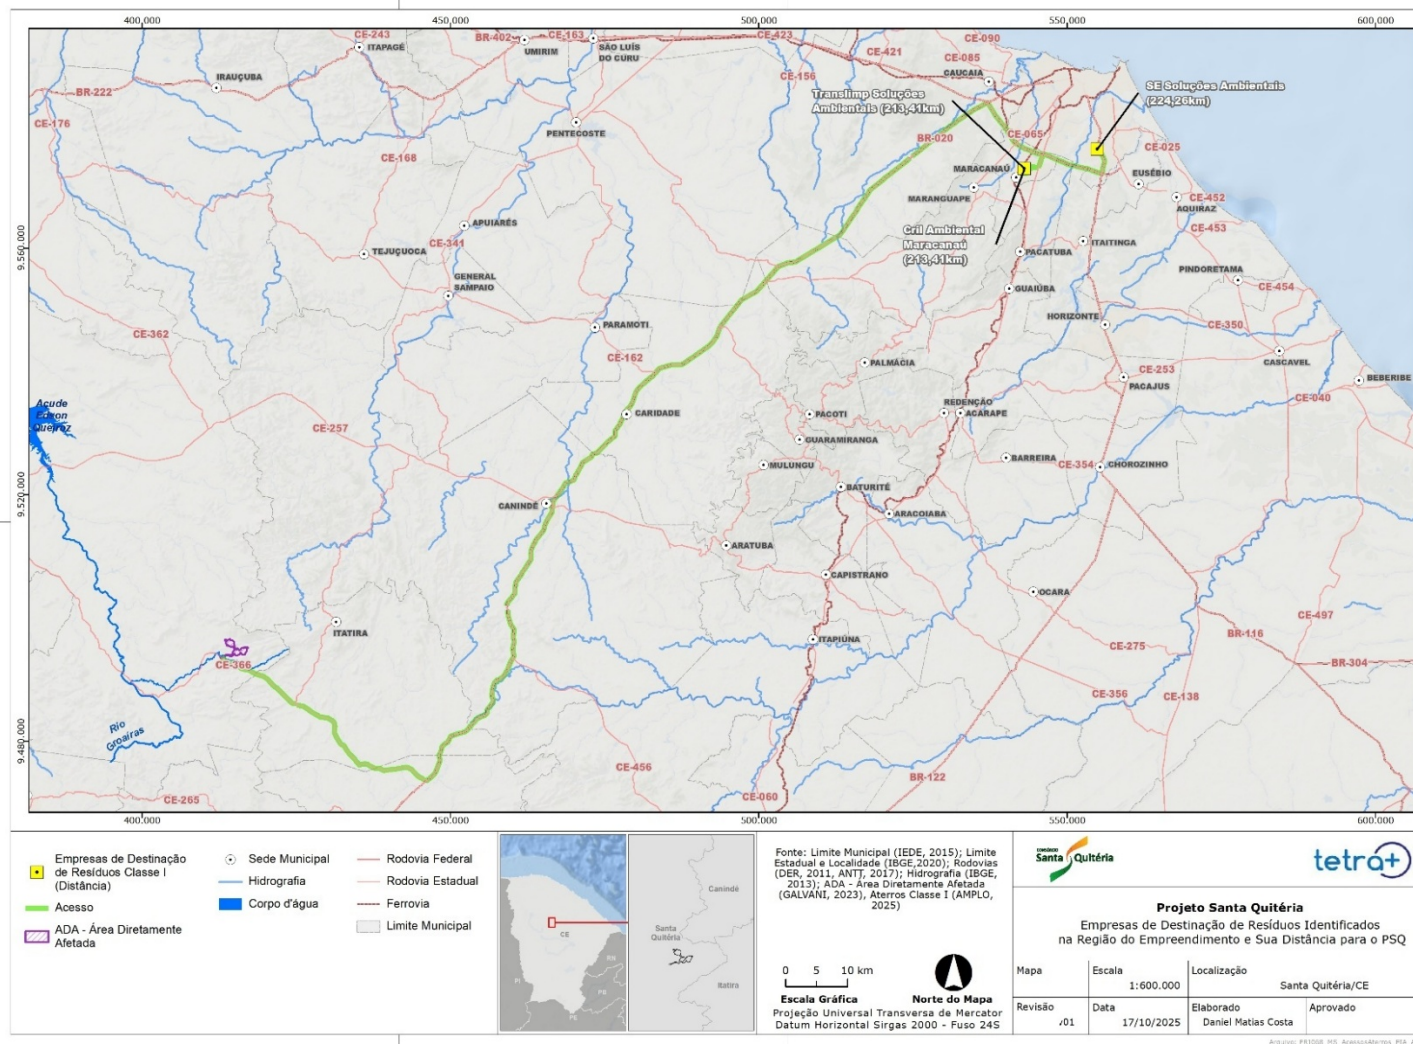 400.000
450.000
500.000
550.000
600.000
CE-243
ITAPAGÉ
BR-402
UMIRIM
CE-163
SÃO LUÍS
DO CURU
CE-423
CE-421
CE-090
CE-085
CAUCAIA
CE-156
IRAUÇUBA
BR-222
CE-176
Translimp Soluções
Ambientais (213,41km)
SE Soluções Ambientais
(224,26km)
PENTECOSTE
BR-020
CE-065
CE-025
CE-168
MARACANAÚ
EUSÉBIO
MARANGUAPE
CE-452
AQUIRAZ
APUIARÉS
CE-453
Cril Ambiental
Maracanaú
(213,41km)
CE-341
TEJUÇUOCA
ITAITINGA
PACATUBA
9.560.000
GENERAL
SAMPAIO
PINDORETAMA
GUAIÚBA
CE-454
HORIZONTE
CE-350
CE-362
PARAMOTI
CE-162
PALMÁCIA
CASCAVEL
CE-253
PACAJUS
BEBERIBE
CE-040
Açude
Edson
Queiroz
CARIDADE
PACOTI
REDENÇÃO
ACARAPE
CE-257
GUARAMIRANGA
MULUNGU
BARREIRA
CE-354
CHOROZINHO
BATURITÉ
9.520.000
CANINDÉ
ARACOIABA
ARATUBA
CAPISTRANO
OCARA
CE-497
ITATIRA
ITAPIÚNA
BR-116
CE-275
CE-366
BR-304
CE-356
CE-138
Rio
Groaíras
9.480.000
CE-456
BR-122
CE-265
CE-060
400.000
450.000
500.000
550.000
600.000
Empresas de Destinação
de Resíduos Classe I
(Distância)
Acesso
ADA - Área Diretamente
Afetada
Sede Municipal
Hidrografia
Corpo d'água
Rodovia Federal
Rodovia Estadual
Ferrovia
Limite Municipal
CE
PI
RN
PB
PE
Canindé
Santa
Quitéria
Itatira
Fonte: Limite Municipal (IEDE, 2015); Limite
Estadual e Localidade (IBGE,2020); Rodovias
(DER, 2011, ANTT, 2017); Hidrografia (IBGE,
2013); ADA - Área Diretamente Afetada
(GALVANI, 2023), Aterros Classe I (AMPLO,
2025)
0 5 10 km
Escala Gráfica
Norte do Mapa
Projeção Universal Transversa de Mercator
Datum Horizontal Sirgas 2000 - Fuso 24S
CONSÓRCIO
Santa Quitéria
tetra+
Projeto Santa Quitéria
Empresas de Destinação de Resíduos Identificados
na Região do Empreendimento e Sua Distância para o PSQ
Mapa
Escala
1:600.000
Localização
Santa Quitéria/CE
Revisão
v01
Data
17/10/2025
Elaborado
Daniel Matias Costa
Aprovado